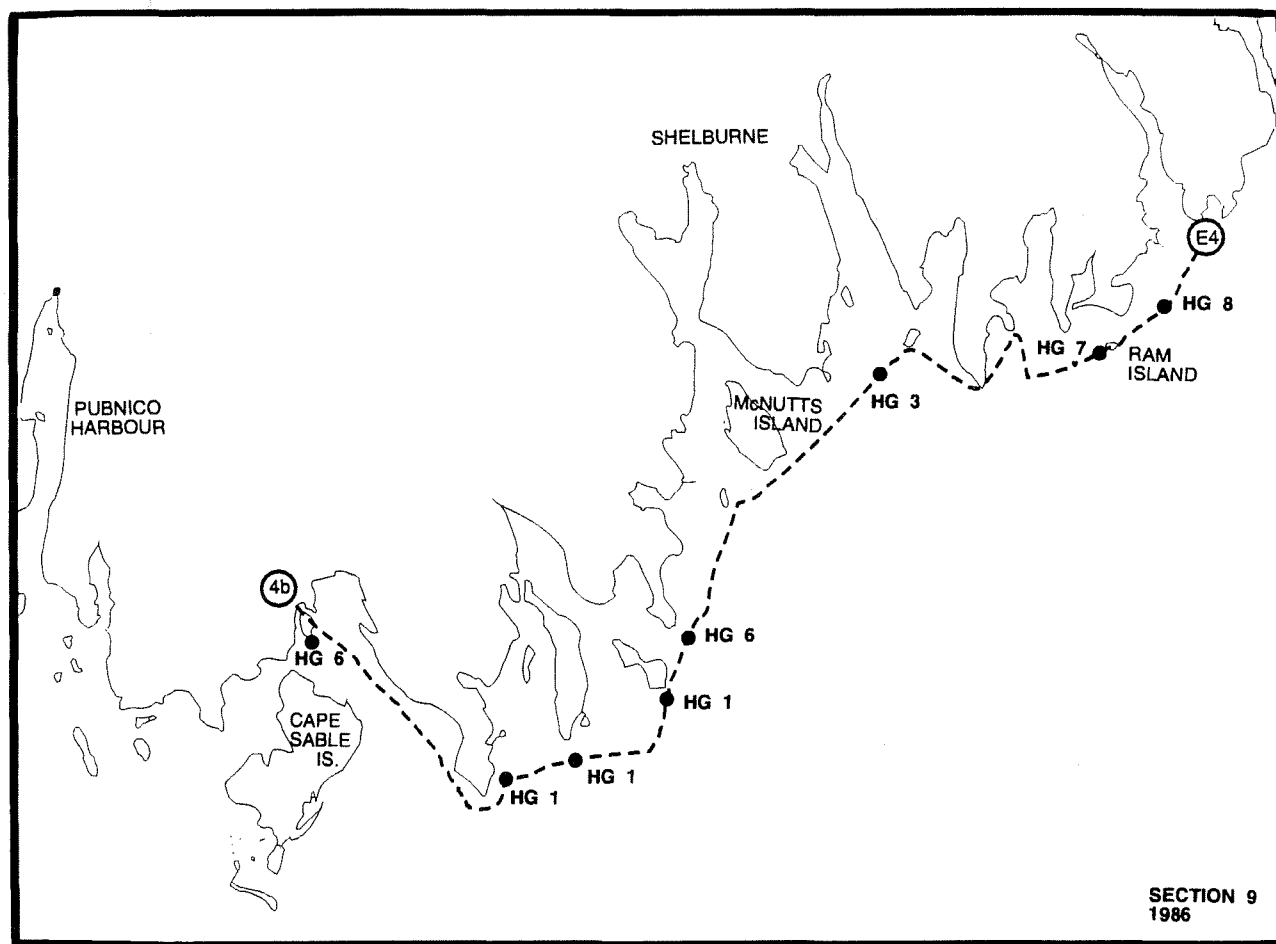 SHELBURNE
E4
HG 8
HG 7
RAM
ISLAND
HG 3
McNUTTS
ISLAND
PUBNICO
HARBOUR
4b
HG 6
HG 6
HG 1
CAPE
SABLE
IS.
HG 1
HG 1
SECTION 9
1986